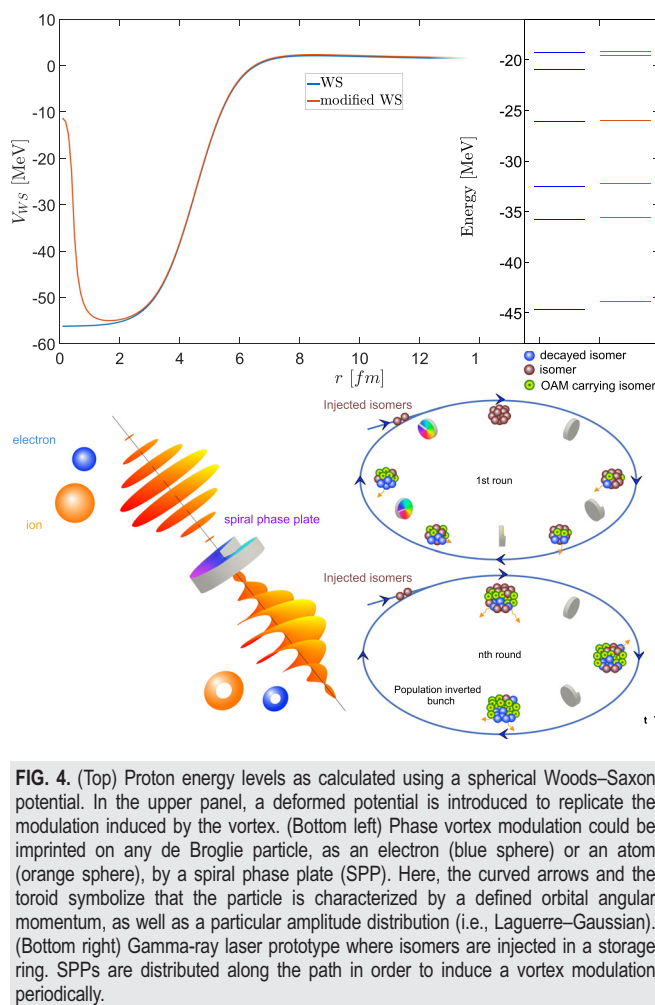 10
0
-10
-20
-30
-40
-50
-60
V_WS [MeV]
0 2 4 6 8 10 12 1
r [fm]
WS
modified WS
Energy [MeV]
-20
-25
-30
-35
-40
-45
decayed isomer
isomer
OAM carrying isomer
electron
ion
spiral phase plate
Injected isomers
1st roun
Injected isomers
nth round
Population inverted
bunch
t
FIG. 4. (Top) Proton energy levels as calculated using a spherical Woods–Saxon
potential. In the upper panel, a deformed potential is introduced to replicate the
modulation induced by the vortex. (Bottom left) Phase vortex modulation could be
imprinted on any de Broglie particle, as an electron (blue sphere) or an atom
(orange sphere), by a spiral phase plate (SPP). Here, the curved arrows and the
toroid symbolize that the particle is characterized by a defined orbital angular
momentum, as well as a particular amplitude distribution (i.e., Laguerre–Gaussian).
(Bottom right) Gamma-ray laser prototype where isomers are injected in a storage
ring. SPPs are distributed along the path in order to induce a vortex modulation
periodically.